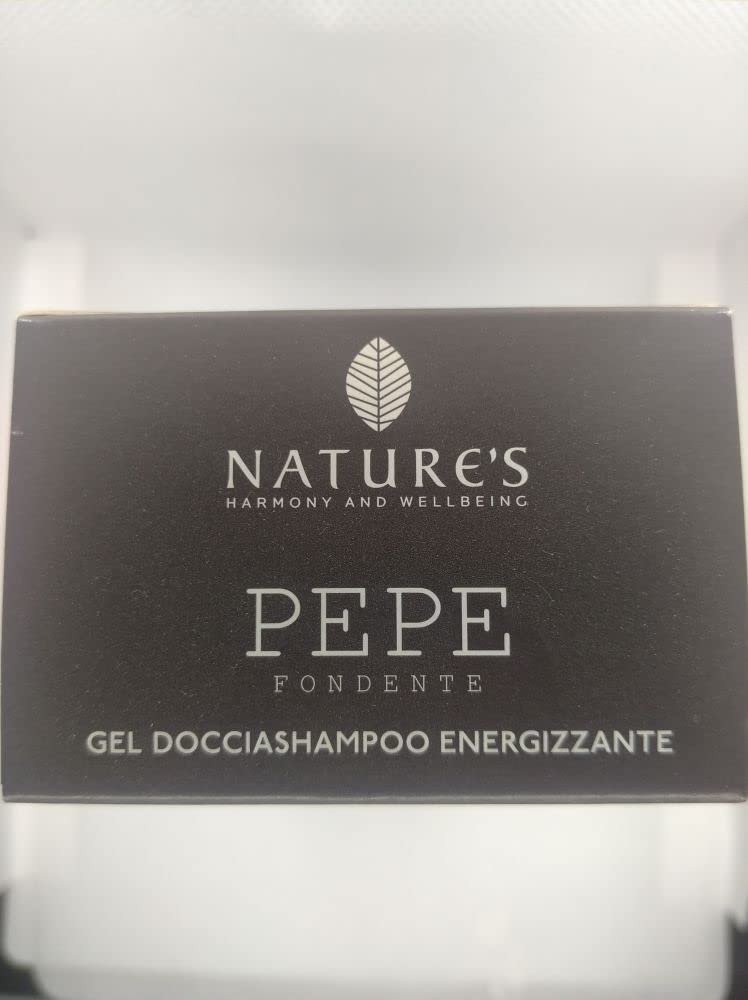 NATURE'S
HARMONY AND WELLBEING
PEPE
FONDENTE
GEL DOCCIASHAMPOO ENERGIZZANTE